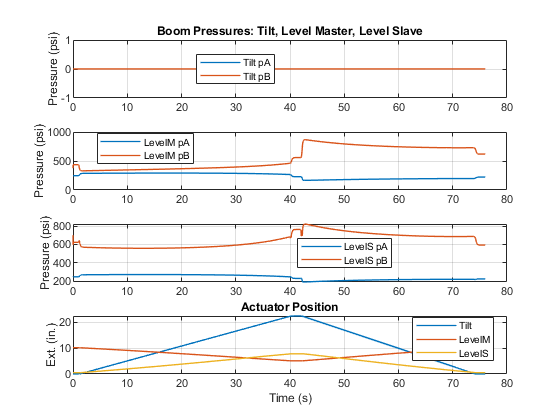 Boom Pressures: Tilt, Level Master, Level Slave
Pressure (psi)
1
0
-1
Tilt pA
Tilt pB
0 10 20 30 40 50 60 70 80
Pressure (psi)
1000
500
0
LevelM pA
LevelM pB
0 10 20 30 40 50 60 70 80
Pressure (psi)
800
600
400
200
LevelS pA
LevelS pB
0 10 20 30 40 50 60 70 80
Actuator Position
Ext. (in.)
20
10
0
Tilt
LevelM
LevelS
0 10 20 30 40 50 60 70 80
Time (s)